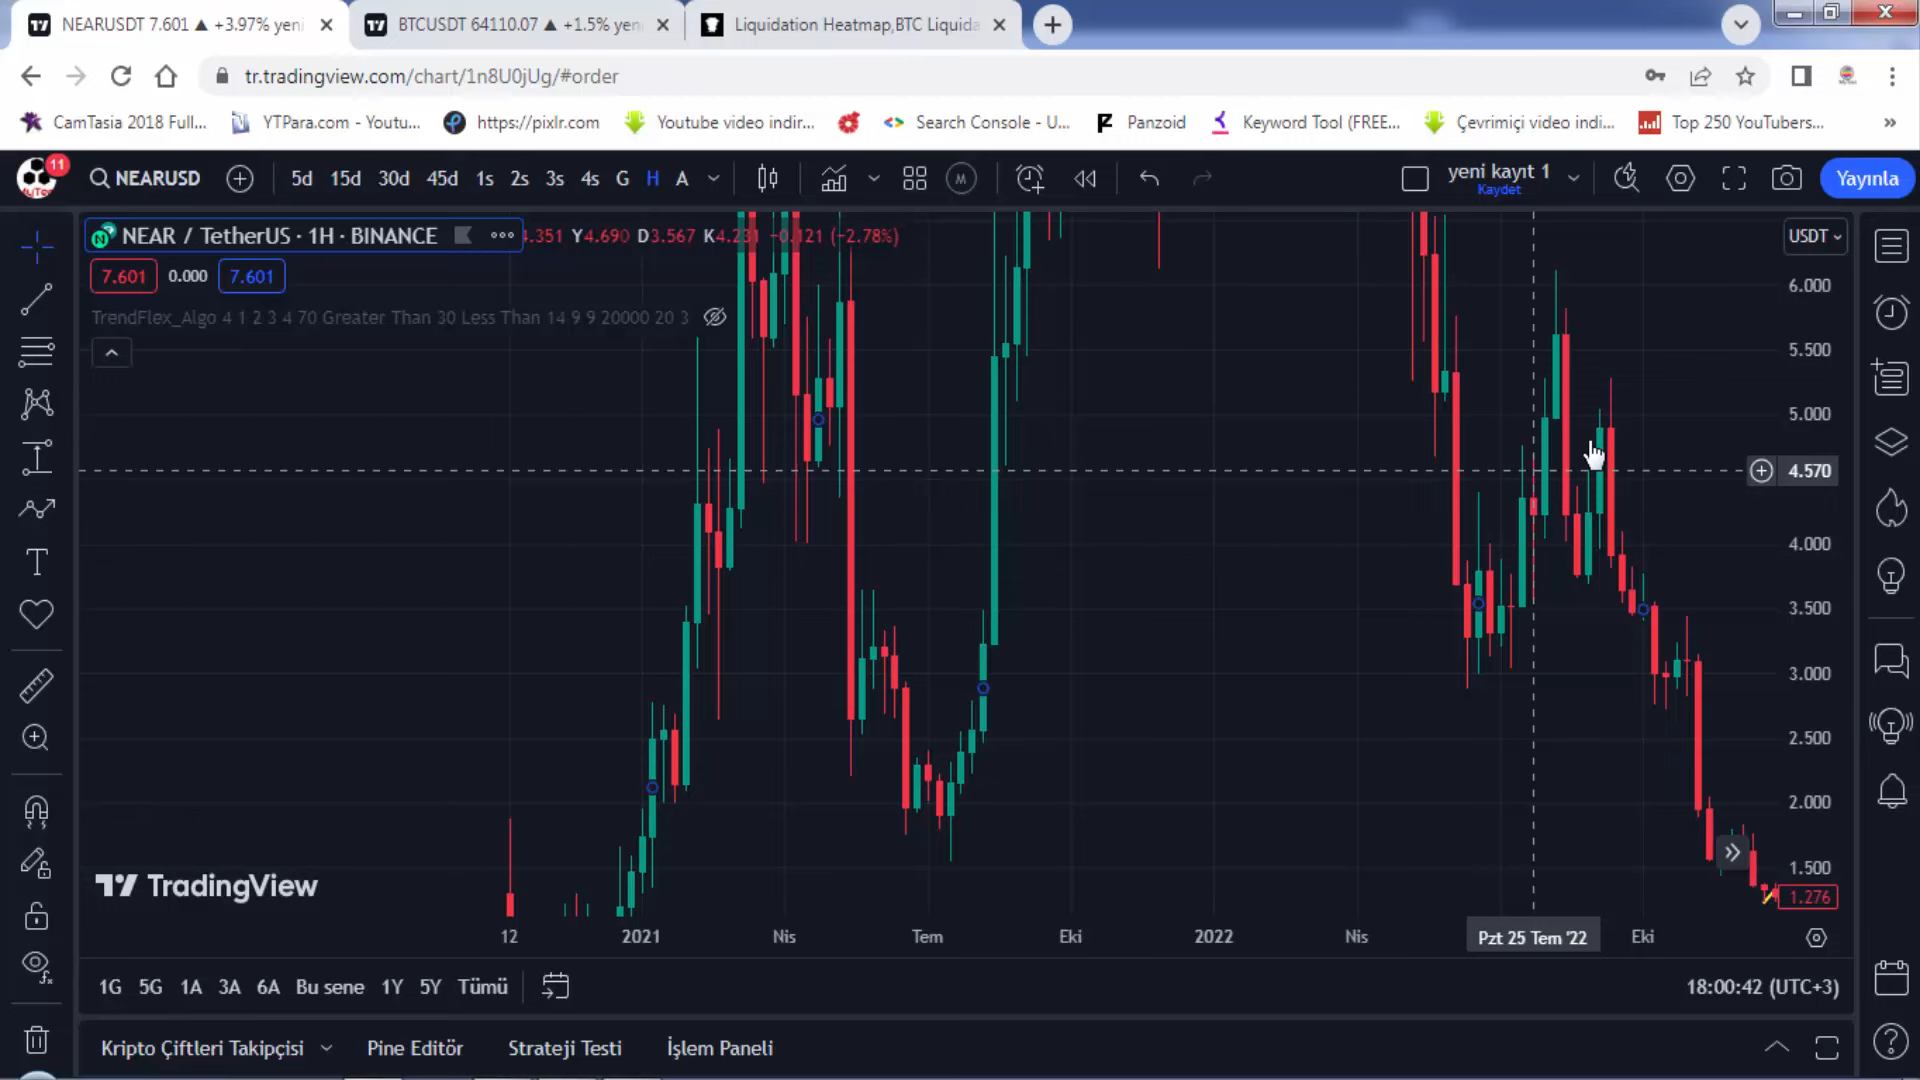 NEARUSDT 7.601 ▲ +3.97% yeni
BTCUSDT 64110.07 ▲ +1.5% yeni
Liquidation Heatmap,BTC Liquida
tr.tradingview.com/chart/1n8U0jUg/#order
CamTasia 2018 Full...
YTPara.com - Youtu...
https://pixlr.com
Youtube video indir...
Search Console - U...
Panzoid
Keyword Tool (FREE...
Çevrimiçi video indi...
Top 250 YouTubers...
»
11
NEARUSD
5d 15d 30d 45d 1s 2s 3s 4s G H A
M
yeni kayıt 1
Kaydet
Yayınla
NEAR / TetherUS · 1H · BINANCE
4.351 Y4.690 D3.567 K4.231 −0.121 (−2.78%)
USDT
7.601 0.000 7.601
TrendFlex_Algo 4 1 2 3 4 70 Greater Than 30 Less Than 14 9 9 20000 20 3
6.000
5.500
5.000
4.570
4.000
3.500
3.000
2.500
2.000
1.500
1.276
TradingView
12 2021 Nis Tem Eki 2022 Nis Pzt 25 Tem '22 Eki
1G 5G 1A 3A 6A Bu sene 1Y 5Y Tümü
18:00:42 (UTC+3)
Kripto Çiftleri Takipçisi
Pine Editör
Strateji Testi
İşlem Paneli